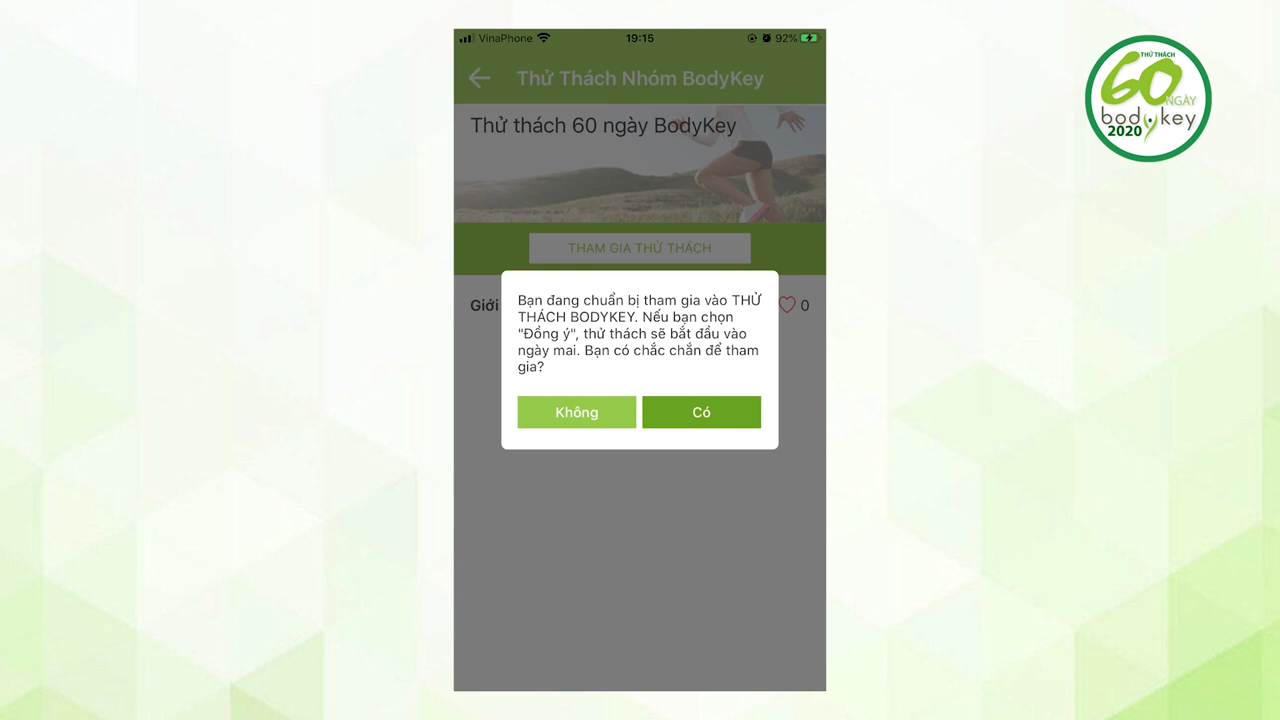 VinaPhone 19:15 92%
Thử Thách Nhóm BodyKey
Thử thách 60 ngày BodyKey
THAM GIA THỬ THÁCH
Giới
0
Bạn đang chuẩn bị tham gia vào THỬ
THÁCH BODYKEY. Nếu bạn chọn
"Đồng ý", thử thách sẽ bắt đầu vào
ngày mai. Bạn có chắc chắn để tham
gia?
Không Có
THỬ THÁCH
60
NGÀY
bodykey
2020